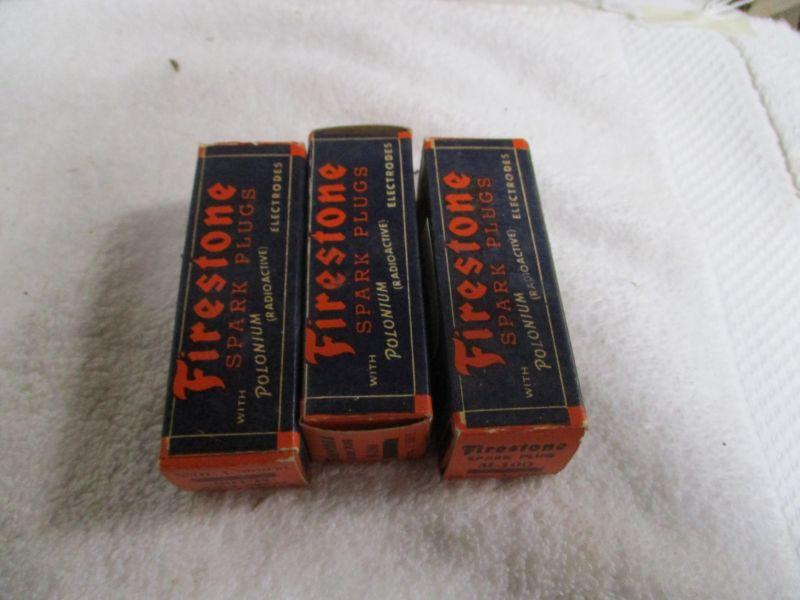 Firestone
SPARK PLUGS
WITH POLONIUM
(RADIOACTIVE) ELECTRODES
Firestone
SPARK PLUGS
WITH POLONIUM
(RADIOACTIVE) ELECTRODES
Firestone
SPARK PLUGS
WITH POLONIUM
(RADIOACTIVE) ELECTRODES
Firestone
SPARK PLUG
M-100